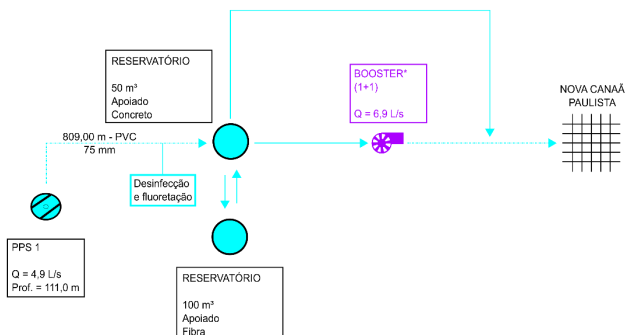 RESERVATÓRIO
50 m³
Apoiado
Concreto
BOOSTER*
(1+1)
Q = 6,9 L/s
NOVA CANAÃ
PAULISTA
809,00 m - PVC
75 mm
Desinfecção
e fluoretação
PPS 1
Q = 4,9 L/s
Prof. = 111,0 m
RESERVATÓRIO
100 m³
Apoiado
Fibra